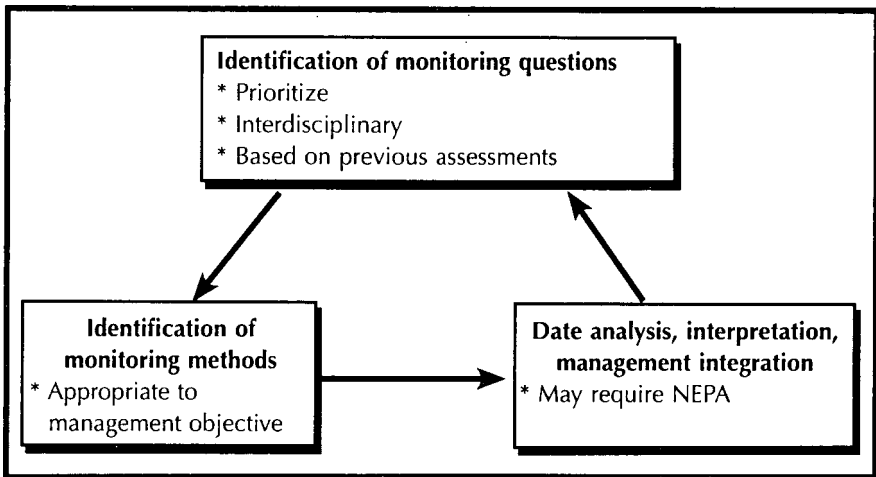 Identification of monitoring questions
* Prioritize
* Interdisciplinary
* Based on previous assessments
Identification of
monitoring methods
* Appropriate to
management objective
Date analysis, interpretation,
management integration
* May require NEPA